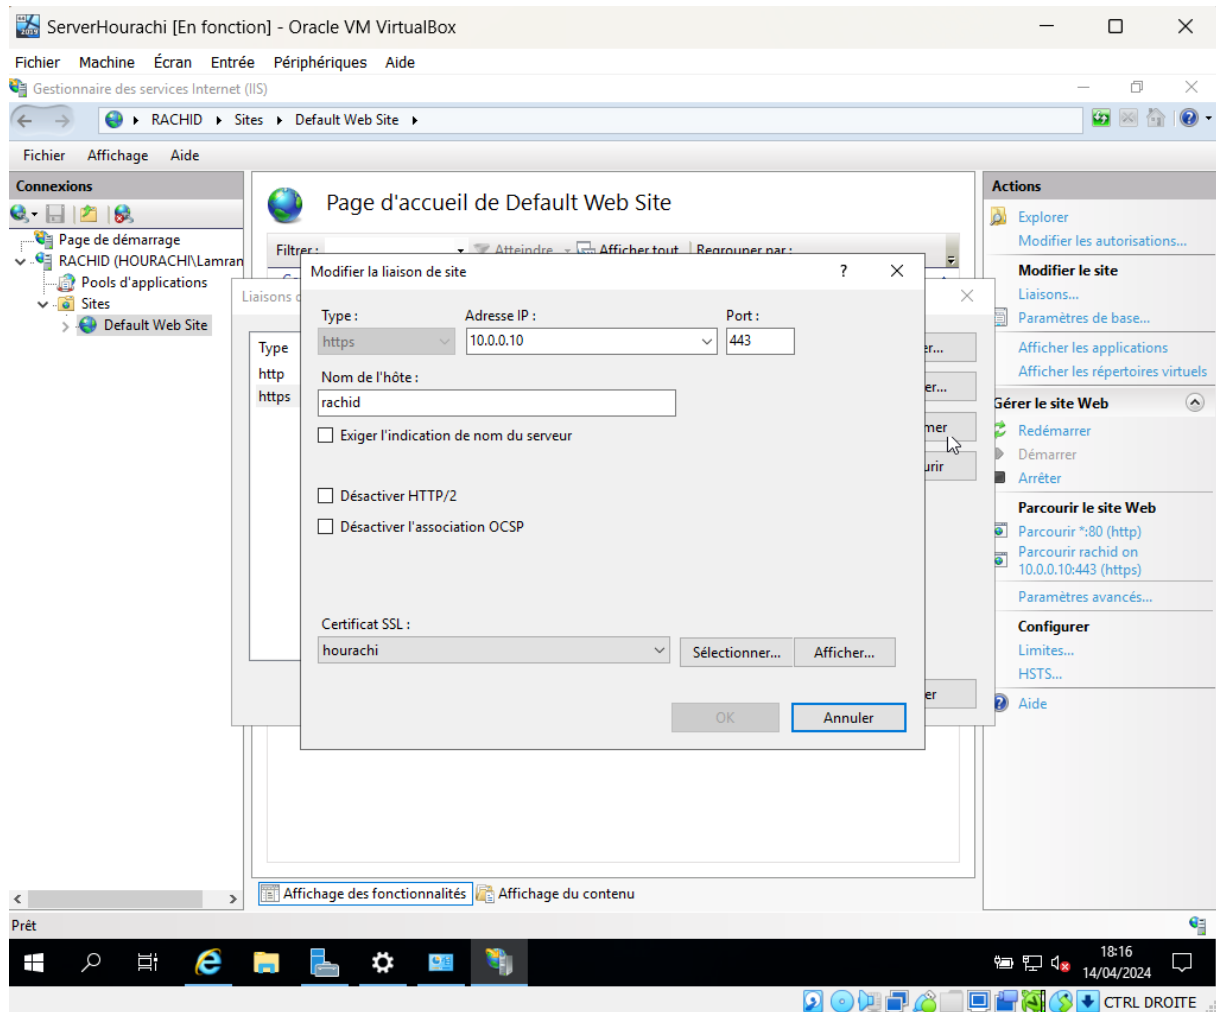 ServerHourachi [En fonction] - Oracle VM VirtualBox
Fichier Machine Écran Entrée Périphériques Aide
Gestionnaire des services Internet (IIS)
RACHID Sites Default Web Site
Fichier Affichage Aide
Connexions
Page de démarrage
RACHID (HOURACHI\Lamran
Pools d'applications
Sites
Default Web Site
Page d'accueil de Default Web Site
Filtrer : Atteindre Afficher tout Regrouper par :
Liaisons
Type
http
https
er...
er...
mer
urir
er
Modifier la liaison de site
?
Type : Adresse IP : Port :
https 10.0.0.10 443
Nom de l'hôte :
rachid
Exiger l'indication de nom du serveur
Désactiver HTTP/2
Désactiver l'association OCSP
Certificat SSL :
hourachi Sélectionner... Afficher...
OK Annuler
Actions
Explorer
Modifier les autorisations...
Modifier le site
Liaisons...
Paramètres de base...
Afficher les applications
Afficher les répertoires virtuels
Gérer le site Web
Redémarrer
Démarrer
Arrêter
Parcourir le site Web
Parcourir *:80 (http)
Parcourir rachid on
10.0.0.10:443 (https)
Paramètres avancés...
Configurer
Limites...
HSTS...
Aide
Affichage des fonctionnalités Affichage du contenu
Prêt
18:16
14/04/2024
CTRL DROITE